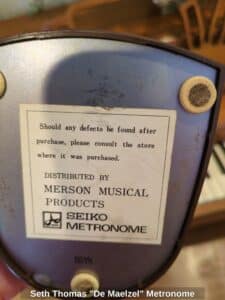 Should any defects be found after
purchase, please consult the store
where it was purchased.
DISTRIBUTED BY
MERSON MUSICAL
PRODUCTS
SEIKO
METRONOME
Seth Thomas "De Maelzel" Metronome